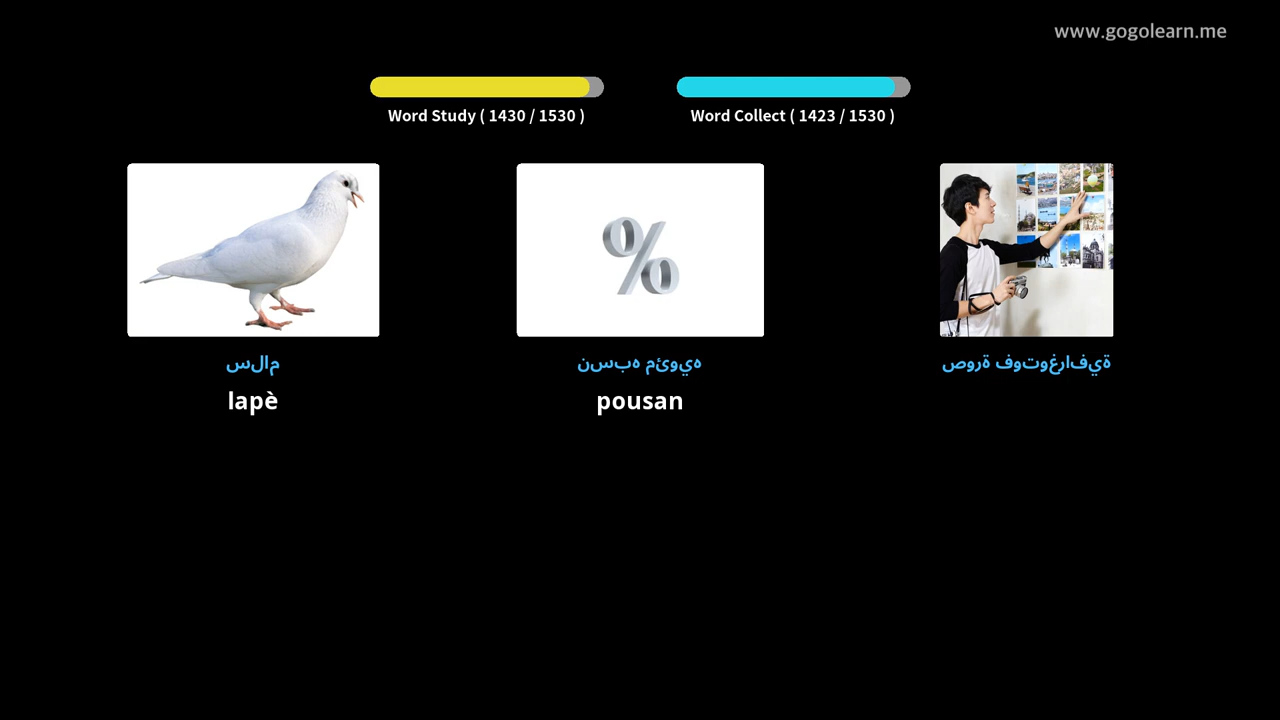 www.gogolearn.me
Word Study ( 1430 / 1530 )
Word Collect ( 1423 / 1530 )
سلام
نسبه مئويه
صورة فوتوغرافية
lapè
pousan